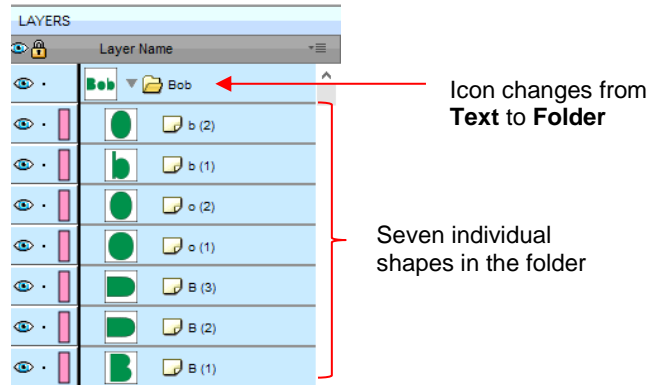 LAYERS
Layer Name
Bob Bob
b (2)
b b (1)
o (2)
o (1)
B (3)
B (2)
B B (1)
Icon changes from
Text to Folder
Seven individual
shapes in the folder